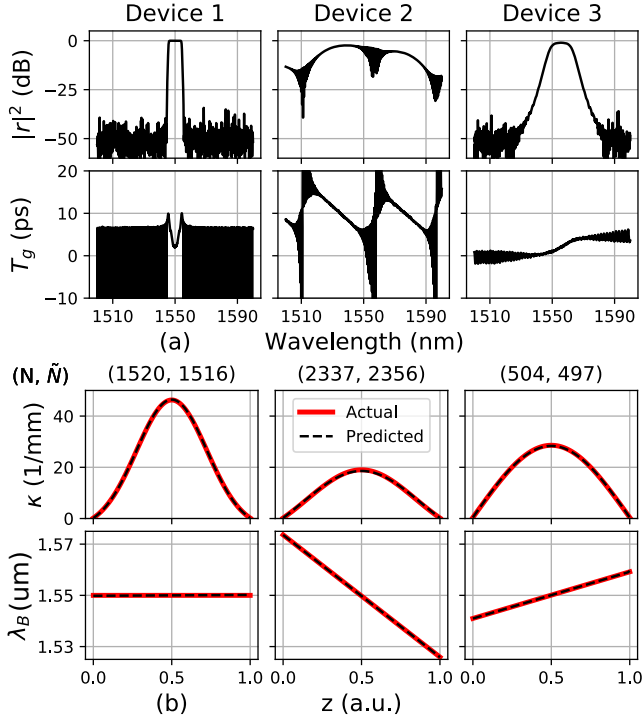 Device 1 Device 2 Device 3
|r|² (dB)
0
−25
−50
T_g (ps)
20
10
0
−10
1510 1550 1590 1510 1550 1590 1510 1550 1590
(a) Wavelength (nm)
(N, Ñ) (1520, 1516) (2337, 2356) (504, 497)
κ (1/mm)
40
20
0
Actual
Predicted
λ_B (um)
1.57
1.55
1.53
0.0 0.5 1.0 0.0 0.5 1.0 0.0 0.5 1.0
(b) z (a.u.)